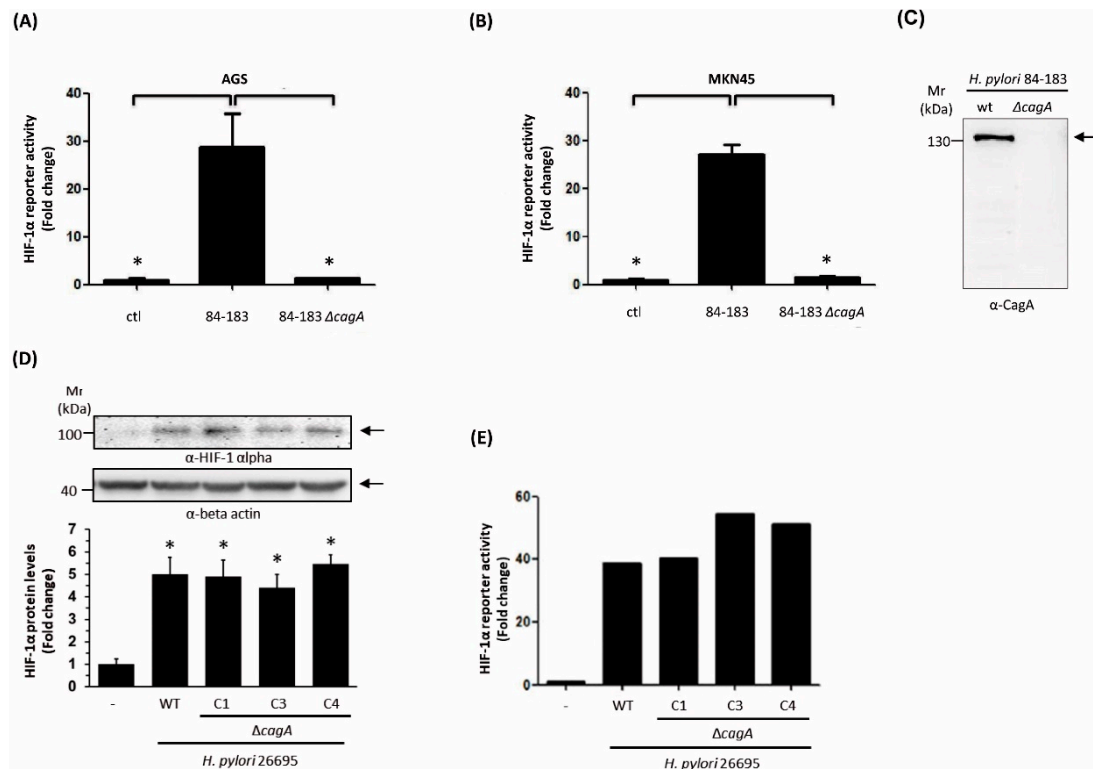 (A)
AGS
HIF-1α reporter activity
(Fold change)
40
30
20
10
0
*
*
ctl
84-183
84-183 ΔcagA
(B)
MKN45
HIF-1α reporter activity
(Fold change)
40
30
20
10
0
*
*
ctl
84-183
84-183 ΔcagA
(C)
H. pylori 84-183
Mr
(kDa)
wt ΔcagA
130
α-CagA
(D)
Mr
(kDa)
100
α-HIF-1 alpha
40
α-beta actin
HIF-1α protein levels
(Fold change)
7
6
5
4
3
2
1
0
*
*
*
*
-
WT
C1
C3
C4
ΔcagA
H. pylori 26695
(E)
HIF-1α reporter activity
(Fold change)
60
40
20
0
-
WT
C1
C3
C4
ΔcagA
H. pylori 26695